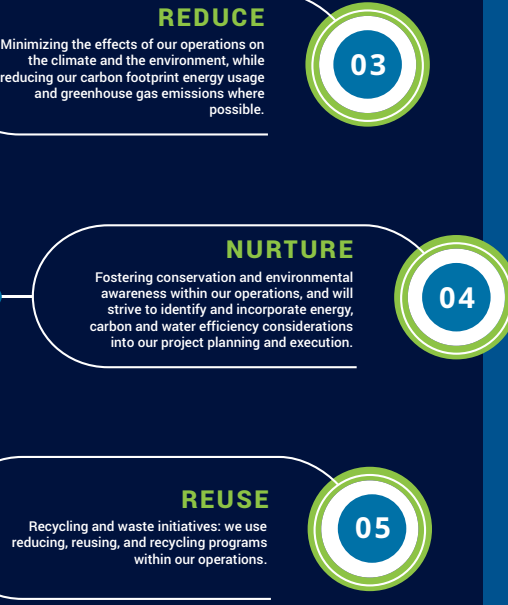 REDUCE
Minimizing the effects of our operations on
the climate and the environment, while
reducing our carbon footprint energy usage
and greenhouse gas emissions where
possible.
03
NURTURE
Fostering conservation and environmental
awareness within our operations, and will
strive to identify and incorporate energy,
carbon and water efficiency considerations
into our project planning and execution.
04
REUSE
Recycling and waste initiatives: we use
reducing, reusing, and recycling programs
within our operations.
05